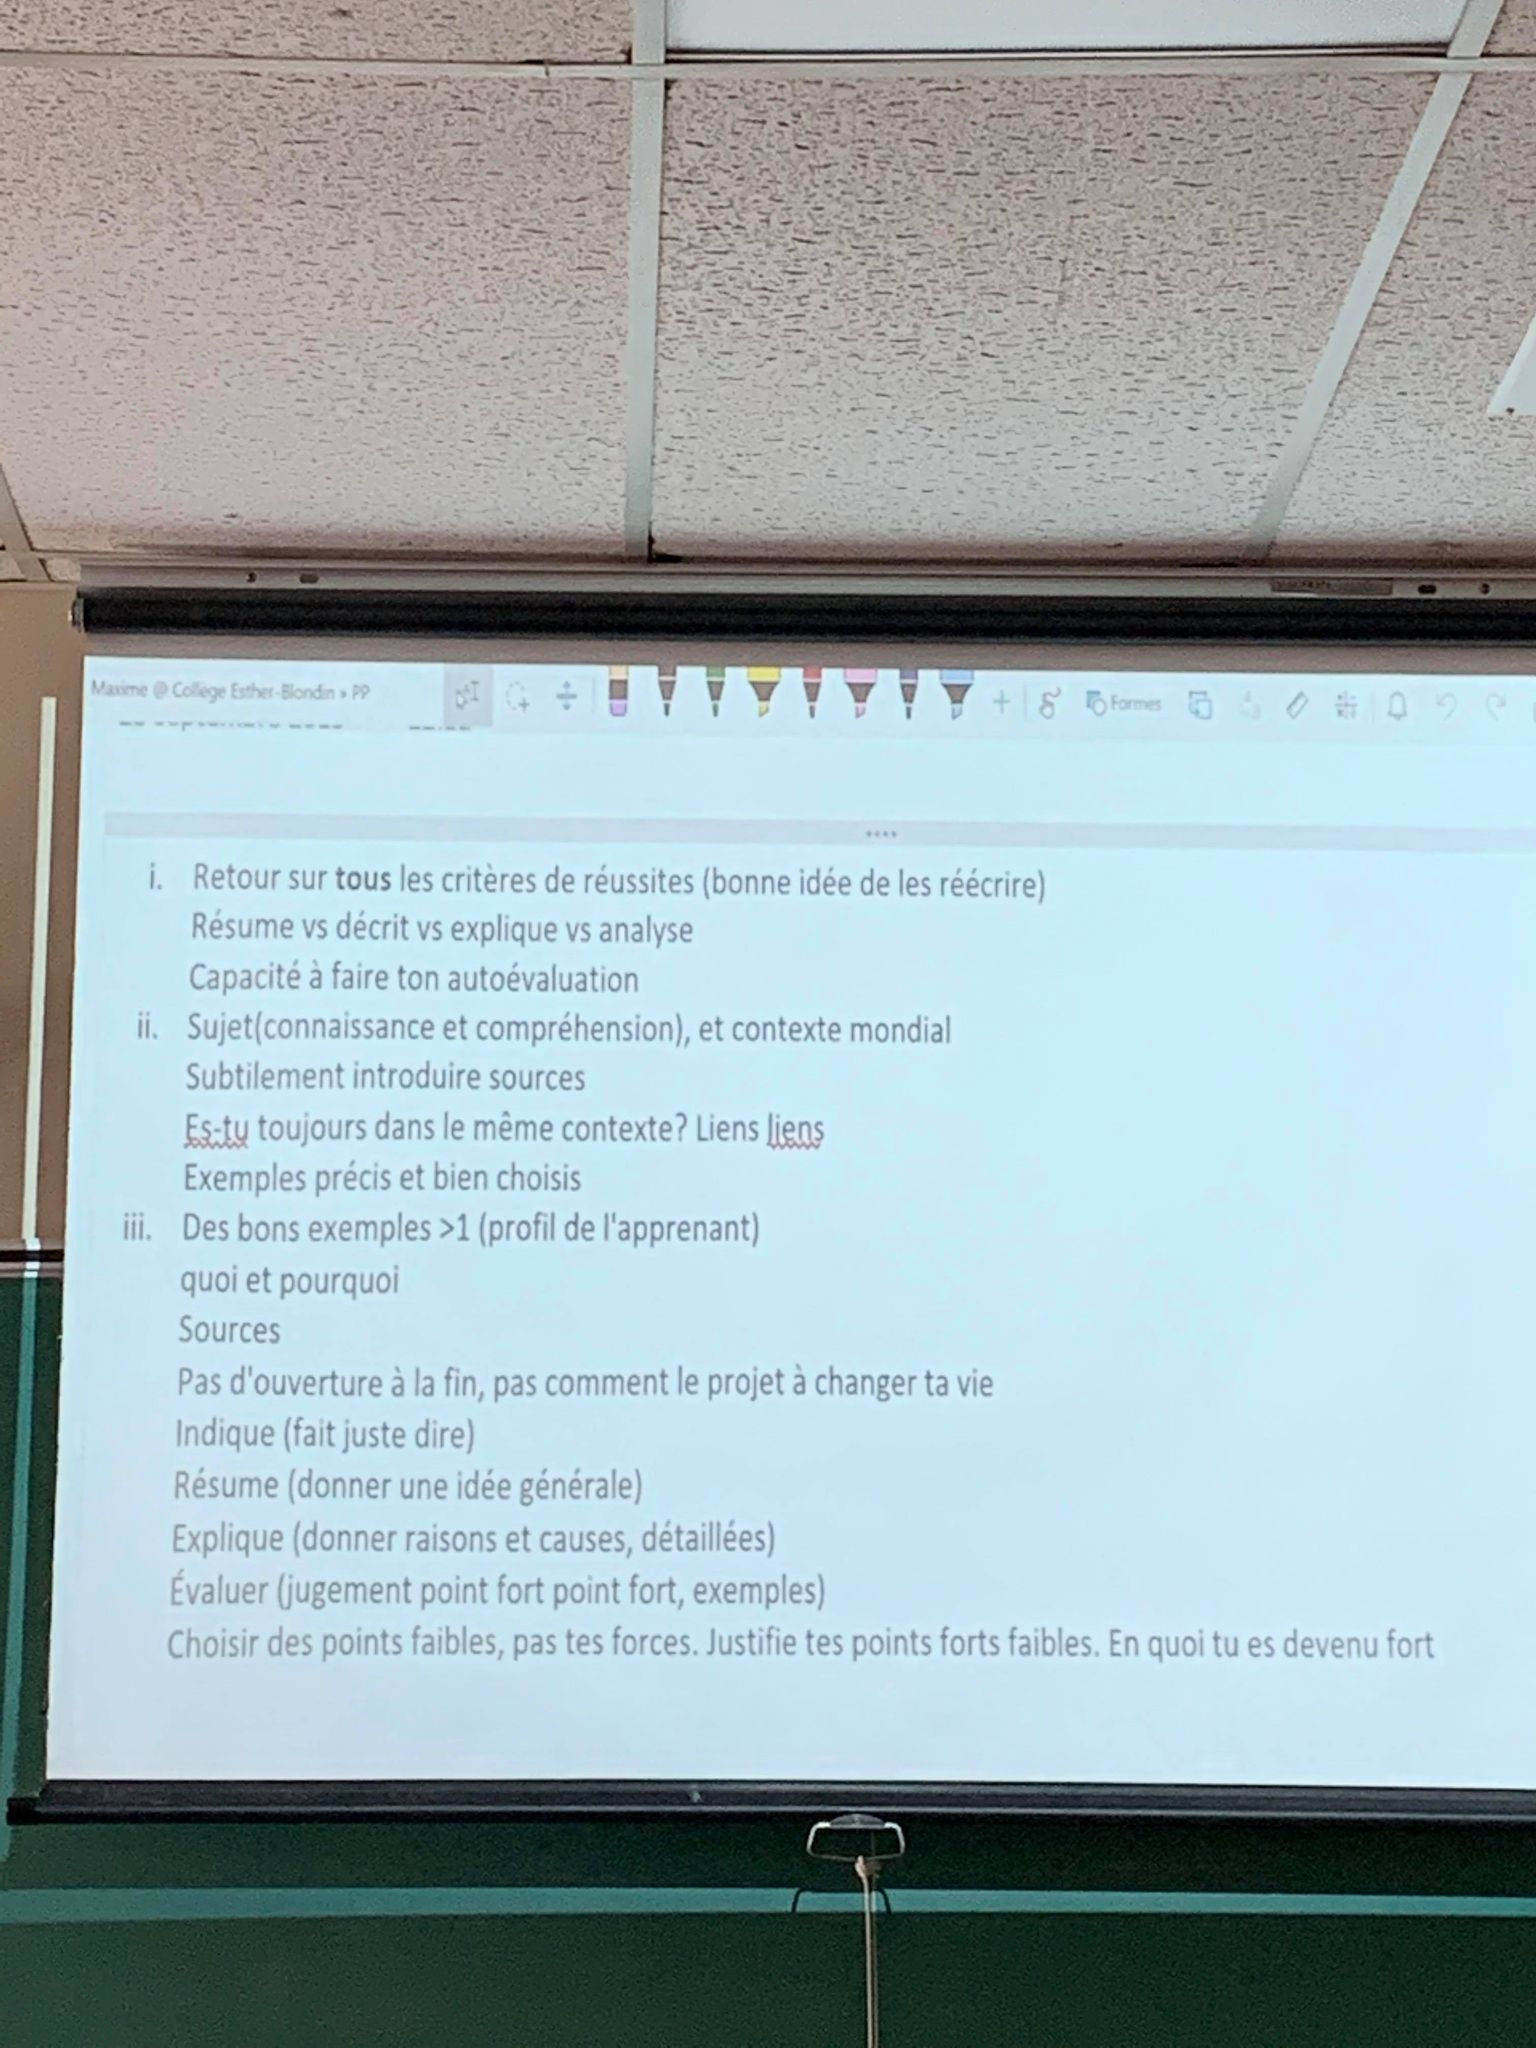 Maxime @ Collège Esther-Blondin » PP
Formes
i. Retour sur tous les critères de réussites (bonne idée de les réécrire)
Résume vs décrit vs explique vs analyse
Capacité à faire ton autoévaluation
ii. Sujet(connaissance et compréhension), et contexte mondial
Subtilement introduire sources
Es-tu toujours dans le même contexte? Liens liens
Exemples précis et bien choisis
iii. Des bons exemples >1 (profil de l'apprenant)
quoi et pourquoi
Sources
Pas d'ouverture à la fin, pas comment le projet à changer ta vie
Indique (fait juste dire)
Résume (donner une idée générale)
Explique (donner raisons et causes, détaillées)
Évaluer (jugement point fort point fort, exemples)
Choisir des points faibles, pas tes forces. Justifie tes points forts faibles. En quoi tu es devenu fort